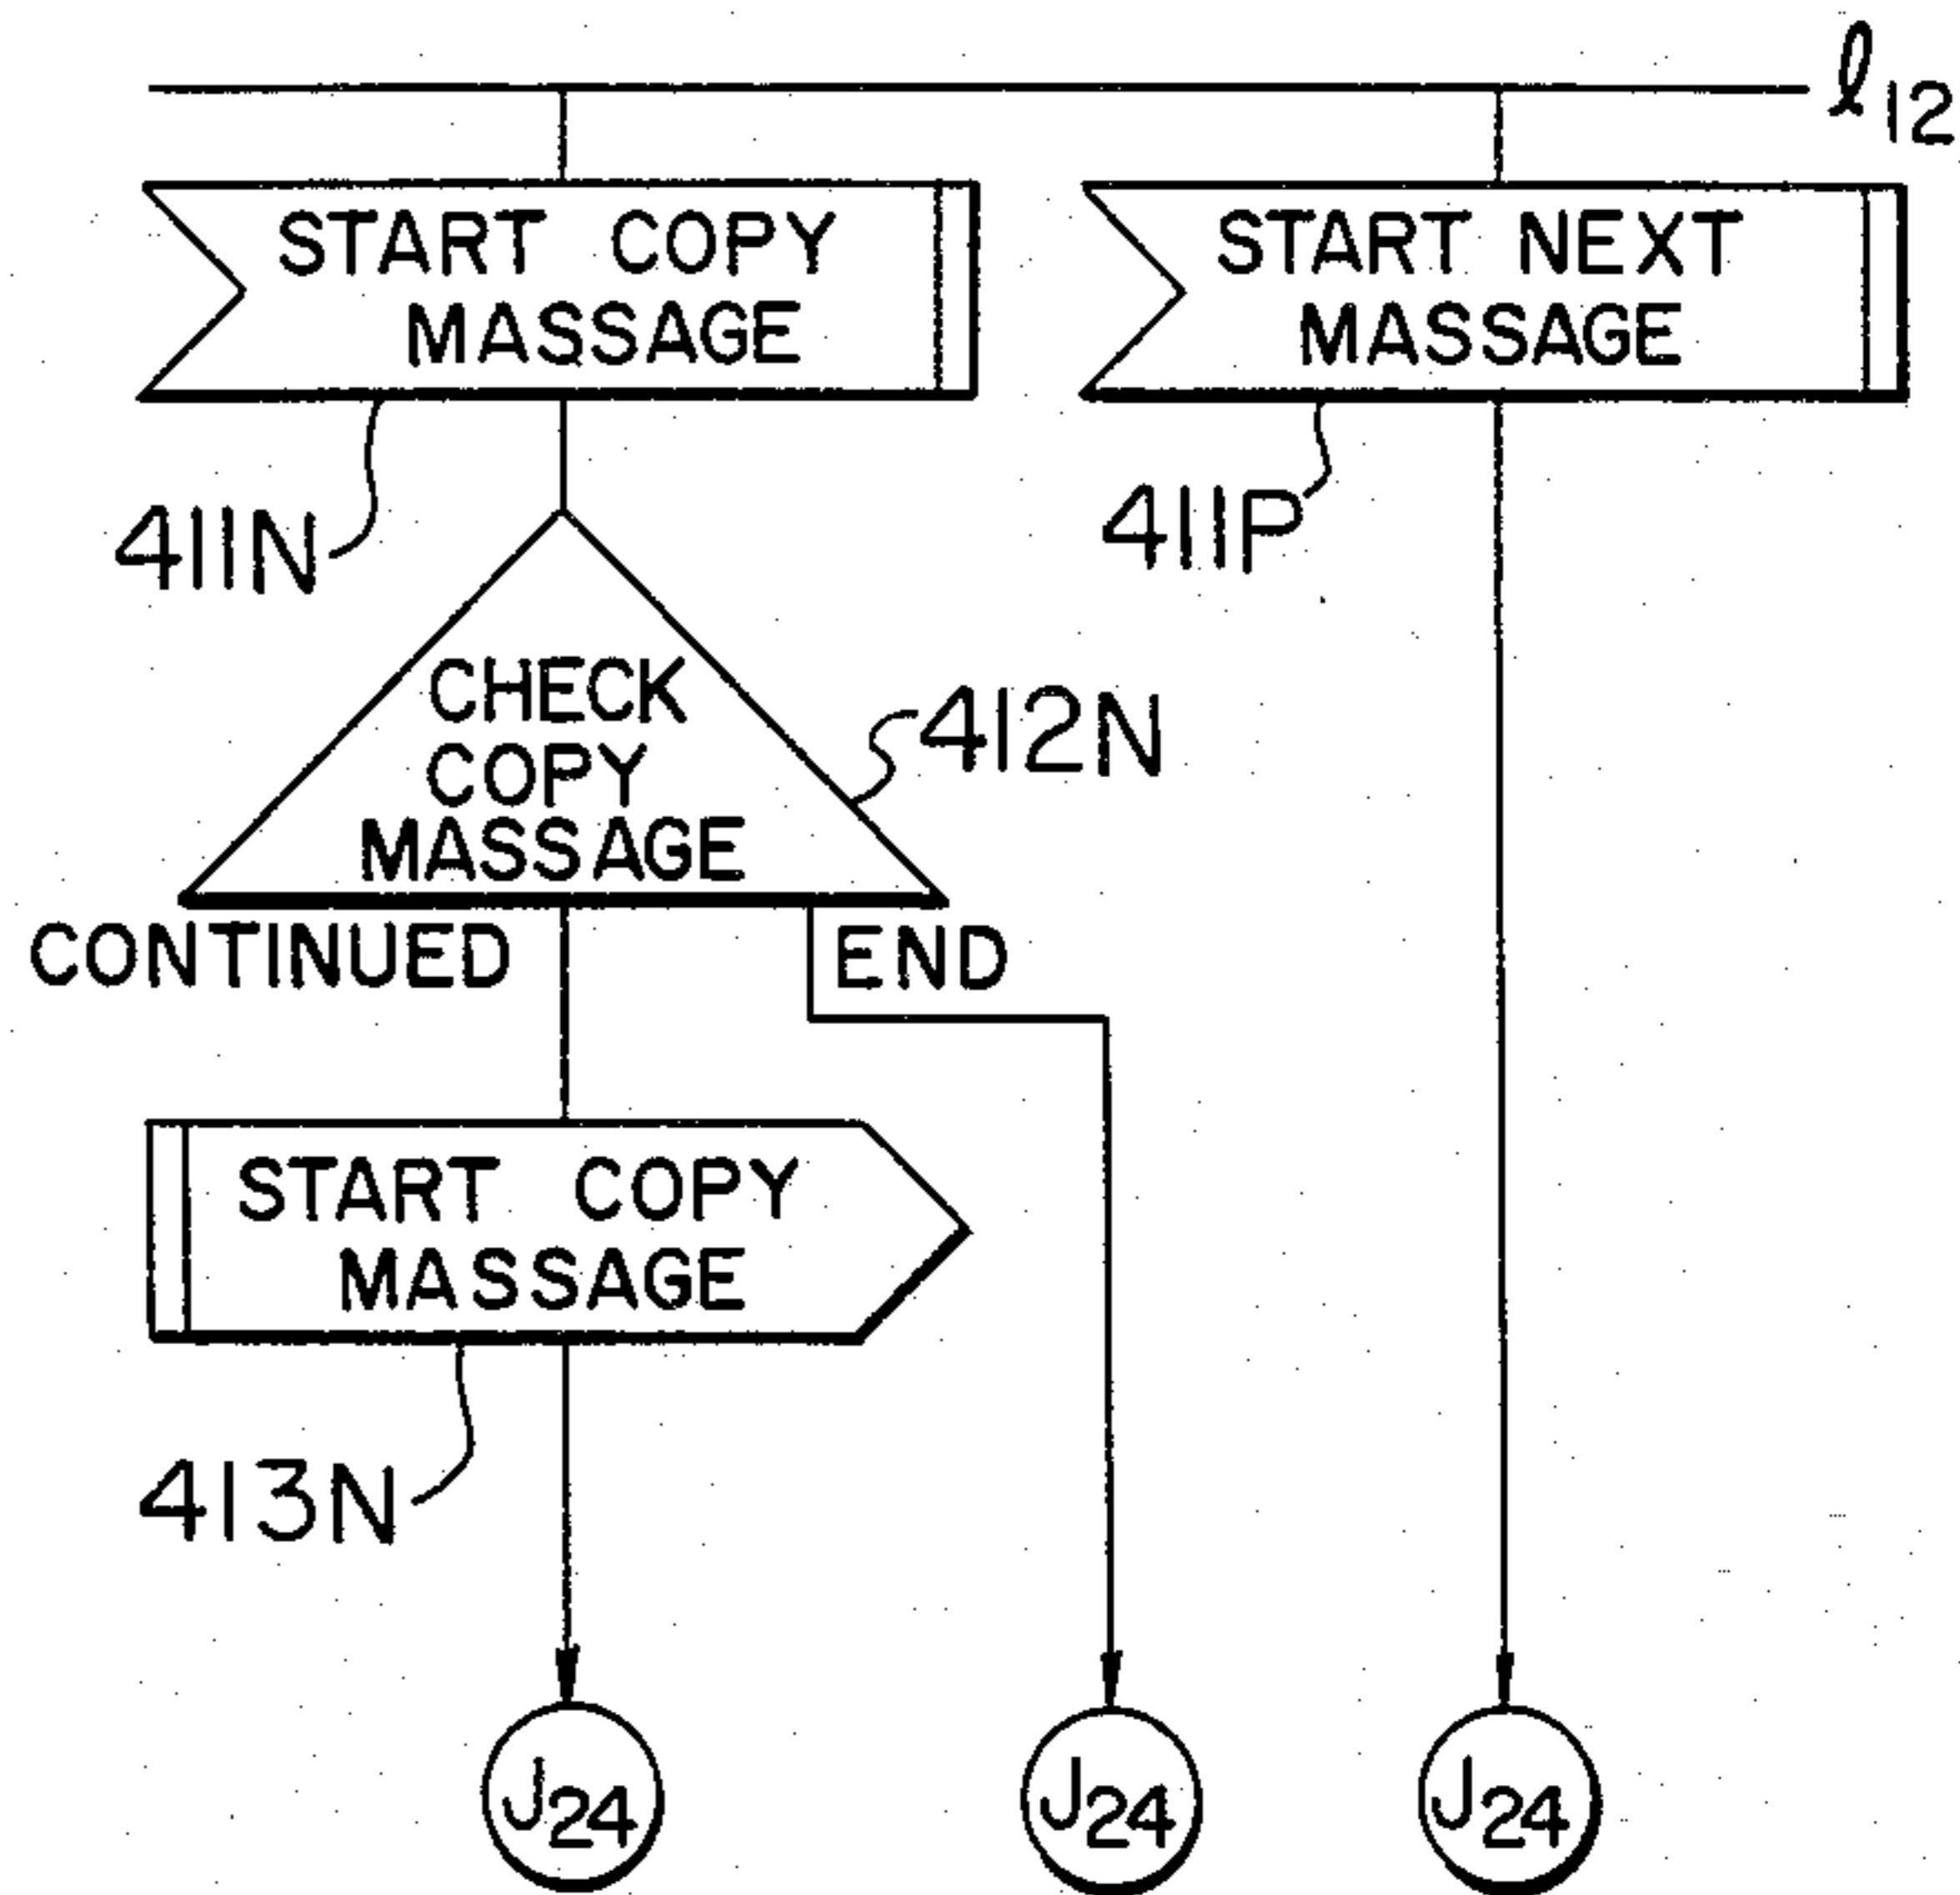 ℓ12
START COPY
MASSAGE
START NEXT
MASSAGE
411N
411P
CHECK
COPY
MASSAGE
412N
CONTINUED
END
START COPY
MASSAGE
413N
J24
J24
J24